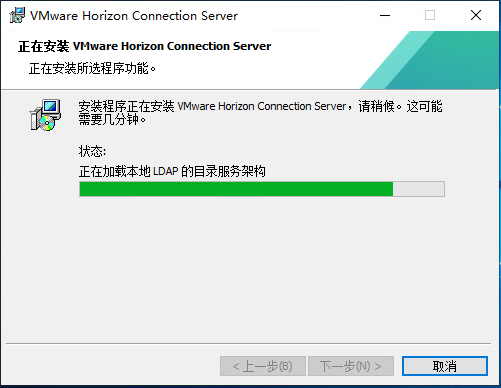 VMware Horizon Connection Server
正在安装 VMware Horizon Connection Server
正在安装所选程序功能。
安装程序正在安装 VMware Horizon Connection Server，请稍候。这可能
需要几分钟。
状态:
正在加载本地 LDAP 的目录服务架构
< 上一步(B)
下一步(N) >
取消